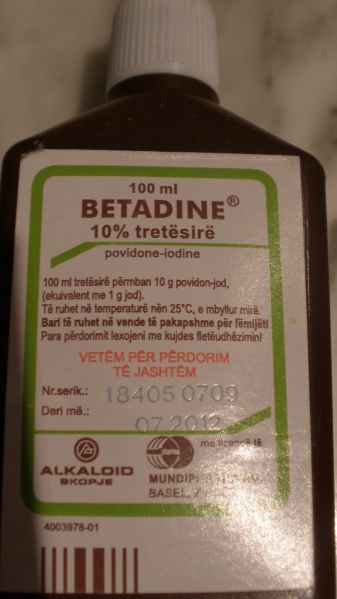 100 ml
BETADINE®
10% tretësirë
povidone-iodine
100 ml tretësirë përmban 10 g povidon-jod,
(ekuivalent me 1 g jod).
Të ruhet në temperaturë nën 25°C, e mbyllur mirë.
Bari të ruhet në vende të pakapshme për fëmijët!
Para përdorimit lexojeni me kujdes fletëudhëzimin!
VETËM PËR PËRDORIM
TË JASHTËM
Nr.serik.: 18405 0709
Deri më.: 07.2012
me licencë të
ALKALOID
SKOPJE
BASEL,
4003978-01